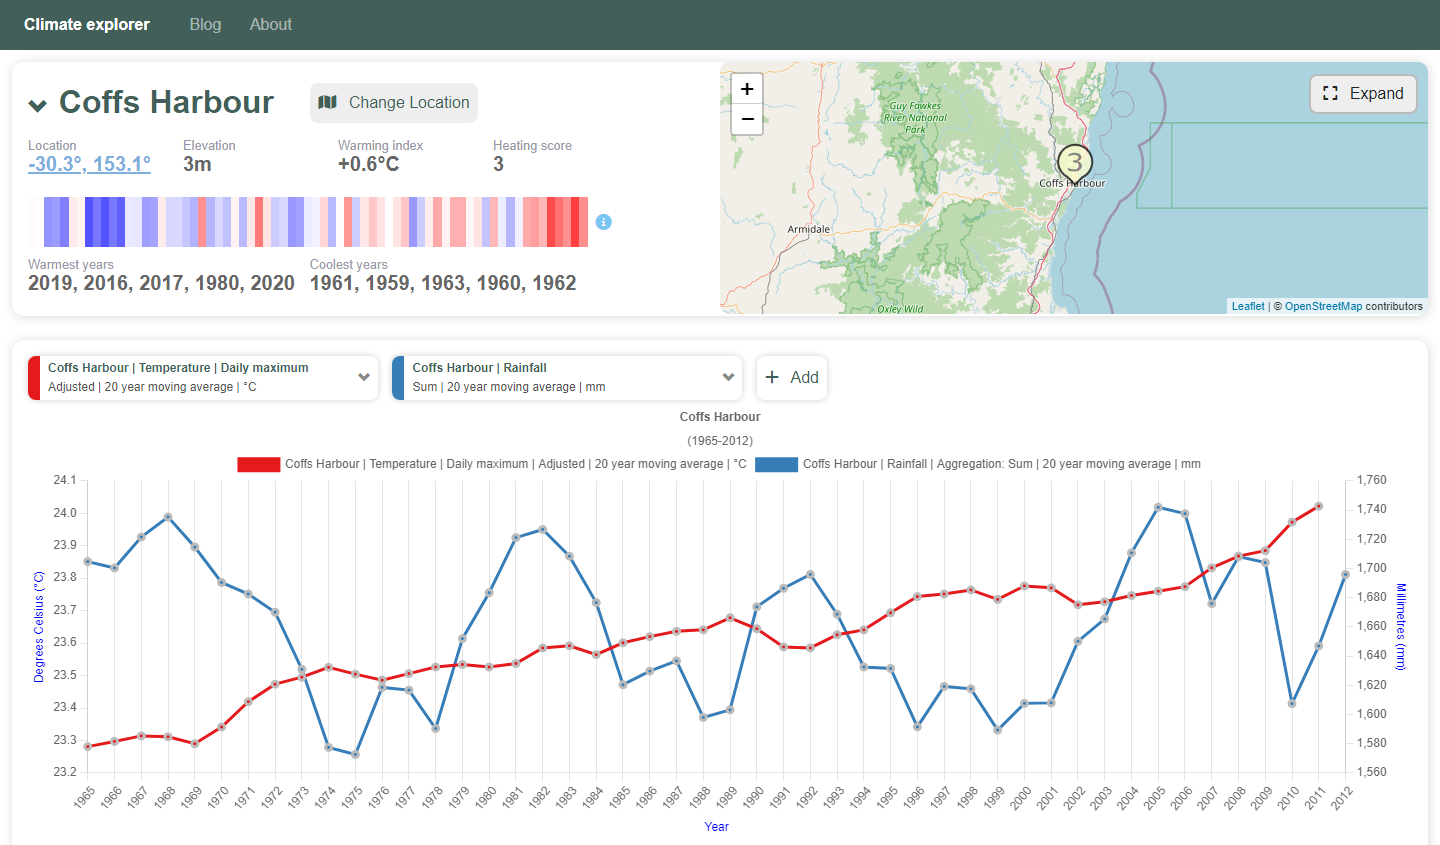 Climate explorer Blog About
Coffs Harbour
Change Location
Location Elevation Warming index Heating score
-30.3°, 153.1° 3m +0.6°C 3
Warmest years Coolest years
2019, 2016, 2017, 1980, 2020 1961, 1959, 1963, 1960, 1962
+
−
Expand
Guy Fawkes
River National
Park
3
Coffs Harbour
Armidale
Oxley Wild
Leaflet | © OpenStreetMap contributors
Coffs Harbour | Temperature | Daily maximum
Adjusted | 20 year moving average | °C
Coffs Harbour | Rainfall
Sum | 20 year moving average | mm
+ Add
Coffs Harbour
(1965-2012)
Coffs Harbour | Temperature | Daily maximum | Adjusted | 20 year moving average | °C
Coffs Harbour | Rainfall | Aggregation: Sum | 20 year moving average | mm
Degrees Celsius (°C)
24.1
24.0
23.9
23.8
23.7
23.6
23.5
23.4
23.3
23.2
1,760
1,740
1,720
1,700
1,680
1,660
1,640
1,620
1,600
1,580
1,560
Millimetres (mm)
1965 1966 1967 1968 1969 1970 1971 1972 1973 1974 1975 1976 1977 1978 1979 1980 1981 1982 1983 1984 1985 1986 1987 1988 1989 1990 1991 1992 1993 1994 1995 1996 1997 1998 1999 2000 2001 2002 2003 2004 2005 2006 2007 2008 2009 2010 2011 2012
Year